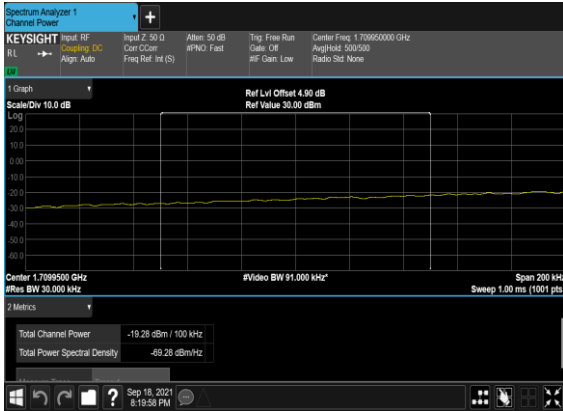 Spectrum Analyzer 1
Channel Power
+
KEYSIGHT Input: RF Input Z: 50 Ω Atten: 50 dB Trig: Free Run Center Freq: 1.709950000 GHz
RL Coupling: DC Corr CCorr #PNO: Fast Gate: Off Avg|Hold: 500/500
Align: Auto Freq Ref: Int (S) #IF Gain: Low Radio Std: None
1 Graph
Scale/Div 10.0 dB Ref Lvl Offset 4.90 dB
Ref Value 30.00 dBm
Log
20.0
10.0
0.00
-10.0
-20.0
-30.0
-40.0
-50.0
-60.0
Center 1.7099500 GHz #Video BW 91.000 kHz* Span 200 kHz
#Res BW 30.000 kHz Sweep 1.00 ms (1001 pts
2 Metrics
Total Channel Power -19.28 dBm / 100 kHz
Total Power Spectral Density -69.28 dBm/Hz
? Sep 18, 2021
8:19:58 PM